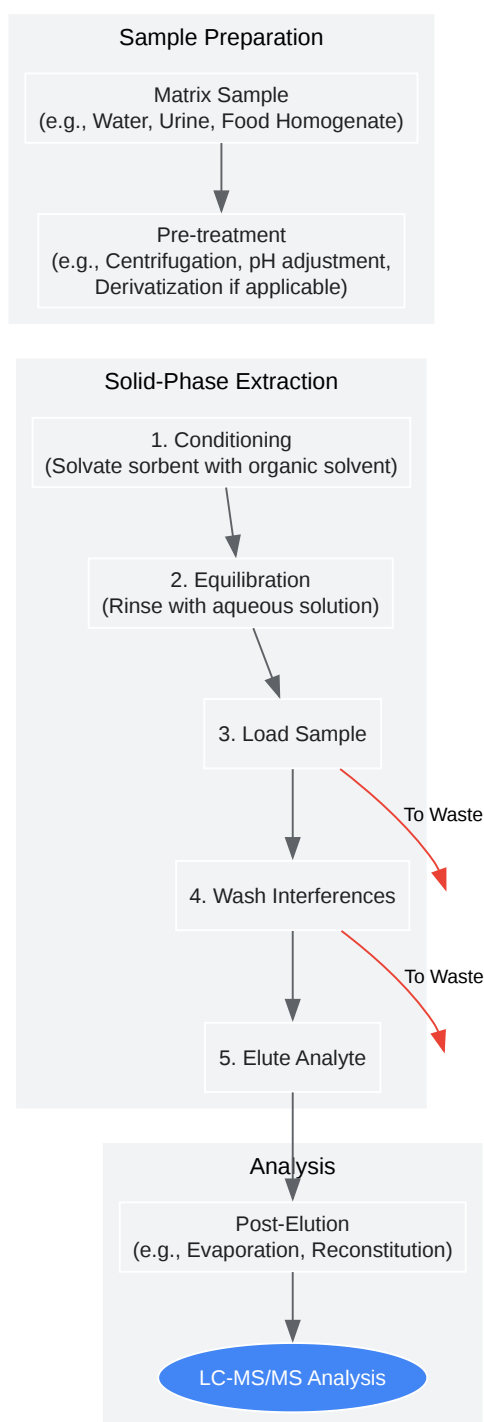 Sample Preparation
Matrix Sample
(e.g., Water, Urine, Food Homogenate)
Pre-treatment
(e.g., Centrifugation, pH adjustment,
Derivatization if applicable)
Solid-Phase Extraction
1. Conditioning
(Solvate sorbent with organic solvent)
2. Equilibration
(Rinse with aqueous solution)
3. Load Sample
To Waste
4. Wash Interferences
To Waste
5. Elute Analyte
Analysis
Post-Elution
(e.g., Evaporation, Reconstitution)
LC-MS/MS Analysis